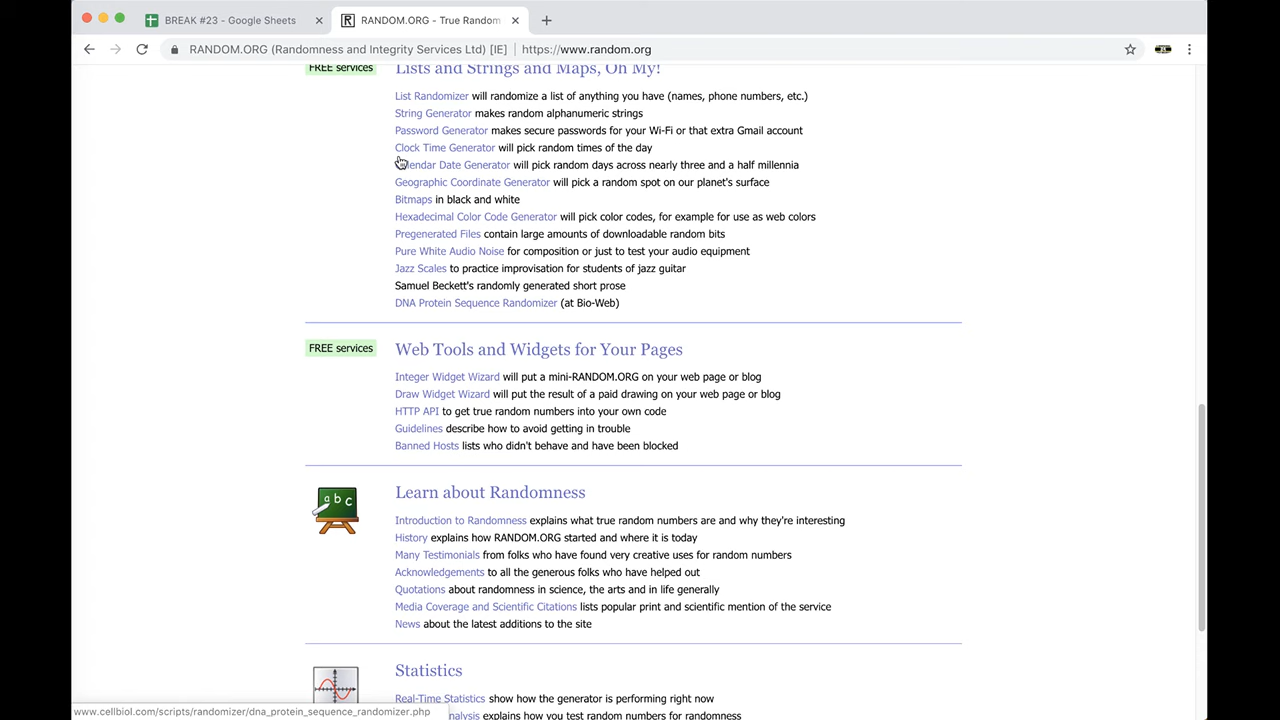 BREAK #23 - Google Sheets
RANDOM.ORG - True Random
RANDOM.ORG (Randomness and Integrity Services Ltd) [IE] https://www.random.org
FREE services
Lists and Strings and Maps, Oh My!
List Randomizer will randomize a list of anything you have (names, phone numbers, etc.)
String Generator makes random alphanumeric strings
Password Generator makes secure passwords for your Wi-Fi or that extra Gmail account
Clock Time Generator will pick random times of the day
Date Generator will pick random days across nearly three and a half millennia
Geographic Coordinate Generator will pick a random spot on our planet's surface
Bitmaps in black and white
Hexadecimal Color Code Generator will pick color codes, for example for use as web colors
Pregenerated Files contain large amounts of downloadable random bits
Pure White Audio Noise for composition or just to test your audio equipment
Jazz Scales to practice improvisation for students of jazz guitar
Samuel Beckett's randomly generated short prose
DNA Protein Sequence Randomizer (at Bio-Web)
FREE services
Web Tools and Widgets for Your Pages
Integer Widget Wizard will put a mini-RANDOM.ORG on your web page or blog
Draw Widget Wizard will put the result of a paid drawing on your web page or blog
HTTP API to get true random numbers into your own code
Guidelines describe how to avoid getting in trouble
Banned Hosts lists who didn't behave and have been blocked
a b c
Learn about Randomness
Introduction to Randomness explains what true random numbers are and why they're interesting
History explains how RANDOM.ORG started and where it is today
Many Testimonials from folks who have found very creative uses for random numbers
Acknowledgements to all the generous folks who have helped out
Quotations about randomness in science, the arts and in life generally
Media Coverage and Scientific Citations lists popular print and scientific mention of the service
News about the latest additions to the site
Statistics
Real-Time Statistics show how the generator is performing right now
explains how you test random numbers for randomness
www.cellbiol.com/scripts/randomizer/dna_protein_sequence_randomizer.php